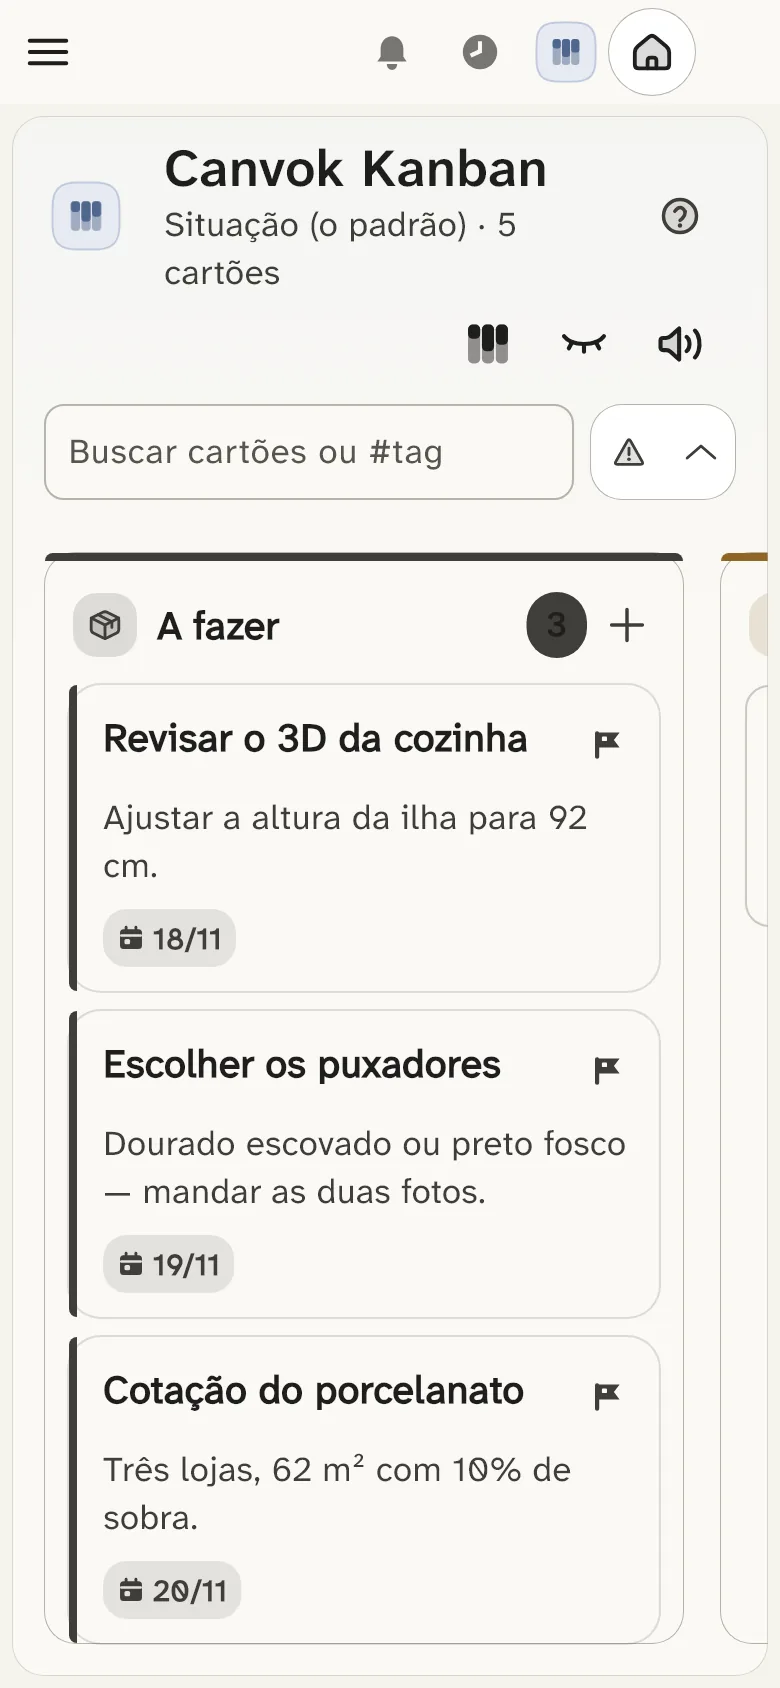 Canvok Kanban
Situação (o padrão) · 5
cartões
Buscar cartões ou #tag
A fazer
3
Revisar o 3D da cozinha
Ajustar a altura da ilha para 92
cm.
18/11
Escolher os puxadores
Dourado escovado ou preto fosco
— mandar as duas fotos.
19/11
Cotação do porcelanato
Três lojas, 62 m² com 10% de
sobra.
20/11